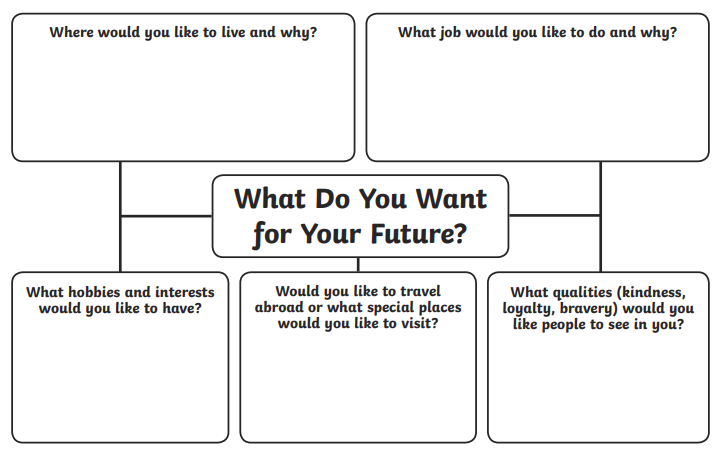 Where would you like to live and why?
What job would you like to do and why?
What Do You Want
for Your Future?
What hobbies and interests
would you like to have?
Would you like to travel
abroad or what special places
would you like to visit?
What qualities (kindness,
loyalty, bravery) would you
like people to see in you?